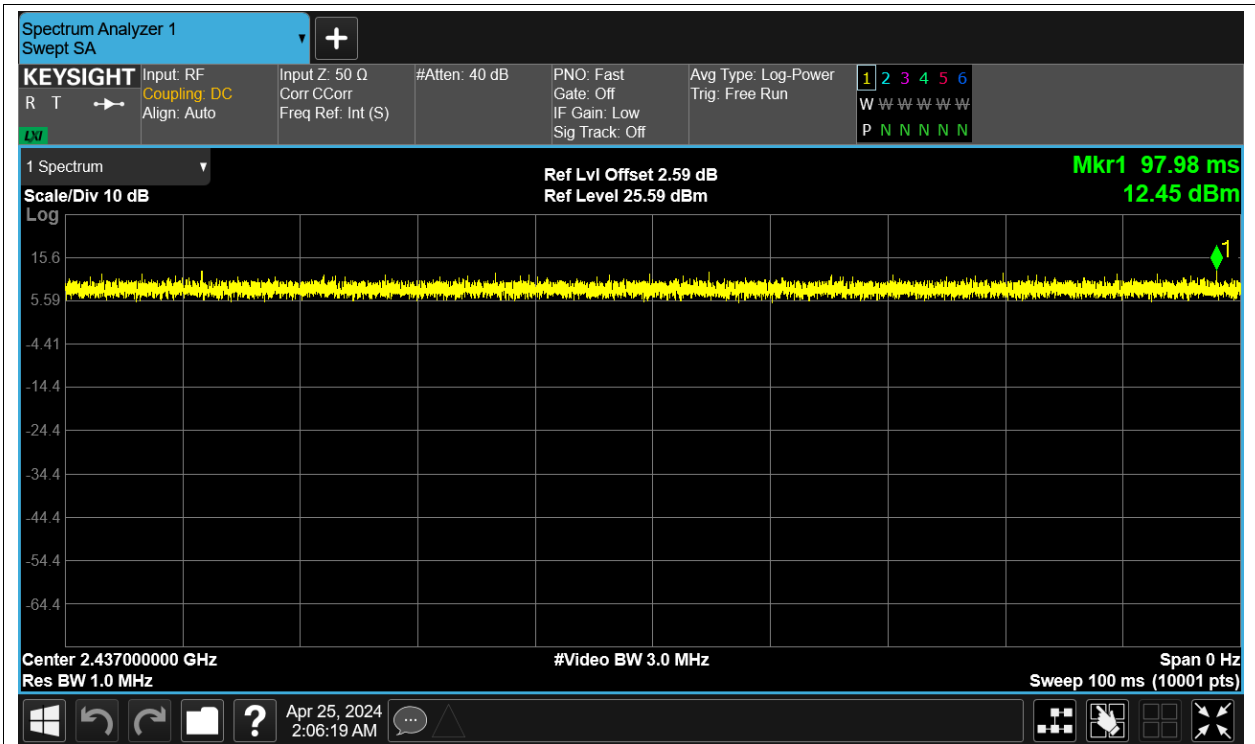 Spectrum Analyzer 1
Swept SA
KEYSIGHT
R T
LXI
Input: RF
Coupling: DC
Align: Auto
Input Z: 50 Ω
Corr CCorr
Freq Ref: Int (S)
#Atten: 40 dB
PNO: Fast
Gate: Off
IF Gain: Low
Sig Track: Off
Avg Type: Log-Power
Trig: Free Run
1 2 3 4 5 6
W W W W W W
P N N N N N
1 Spectrum
Scale/Div 10 dB
Log
Ref Lvl Offset 2.59 dB
Ref Level 25.59 dBm
Mkr1 97.98 ms
12.45 dBm
1
15.6
5.59
-4.41
-14.4
-24.4
-34.4
-44.4
-54.4
-64.4
Center 2.437000000 GHz
Res BW 1.0 MHz
#Video BW 3.0 MHz
Span 0 Hz
Sweep 100 ms (10001 pts)
?
Apr 25, 2024
2:06:19 AM